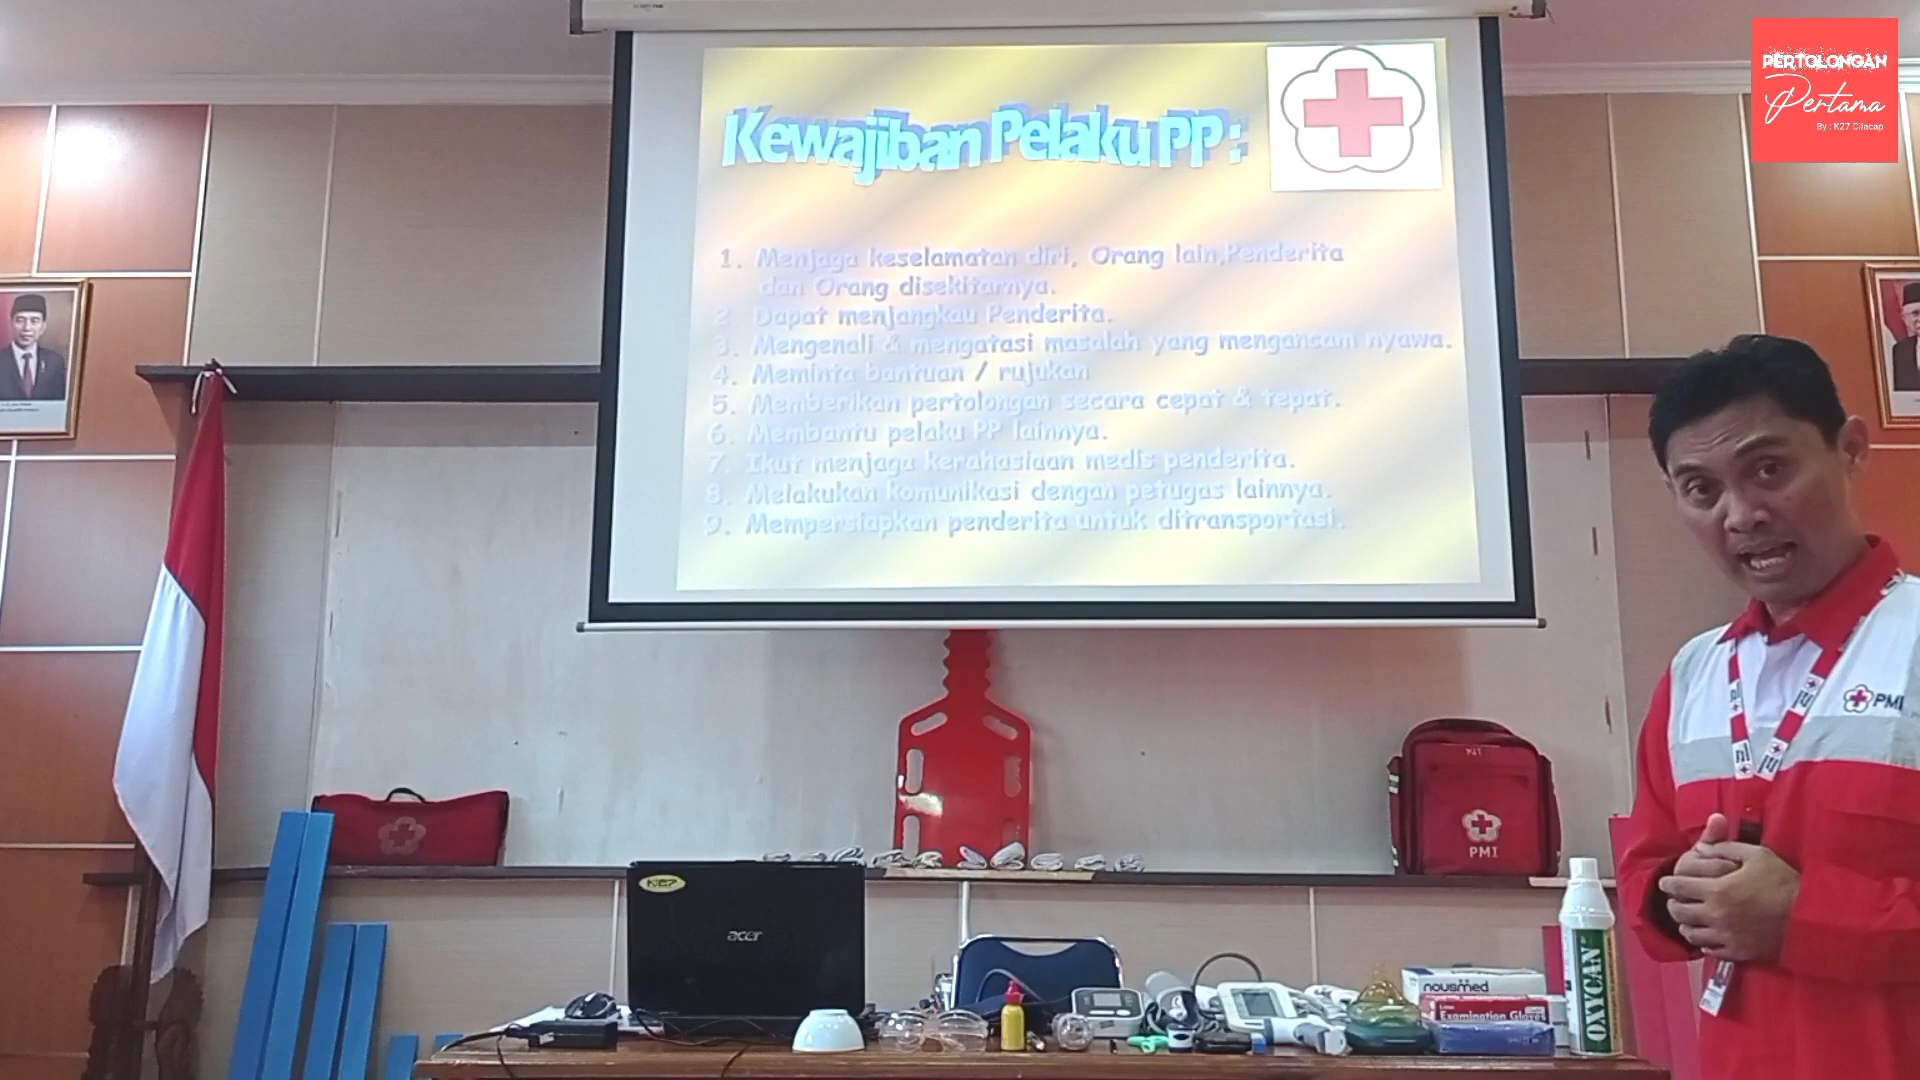 PERTOLONGAN
Pertama
By : K27 Cilacap
Kewajiban Pelaku PP :
1. Menjaga keselamatan diri, Orang lain,Penderita
dan Orang disekitarnya.
2 Dapat menjangkau Penderita.
3. Mengenali & mengatasi masalah yang mengancam nyawa.
4. Meminta bantuan / rujukan
5. Memberikan pertolongan secara cepat & tepat.
6. Membantu pelaku PP lainnya.
7. Ikut menjaga kerahasiaan medis penderita.
8. Melakukan komunikasi dengan petugas lainnya.
9. Mempersiapkan penderita untuk ditransportasi.
PMI
KIT
PMI
K27
acer
nousmed
Examination Gloves
OXYCAN